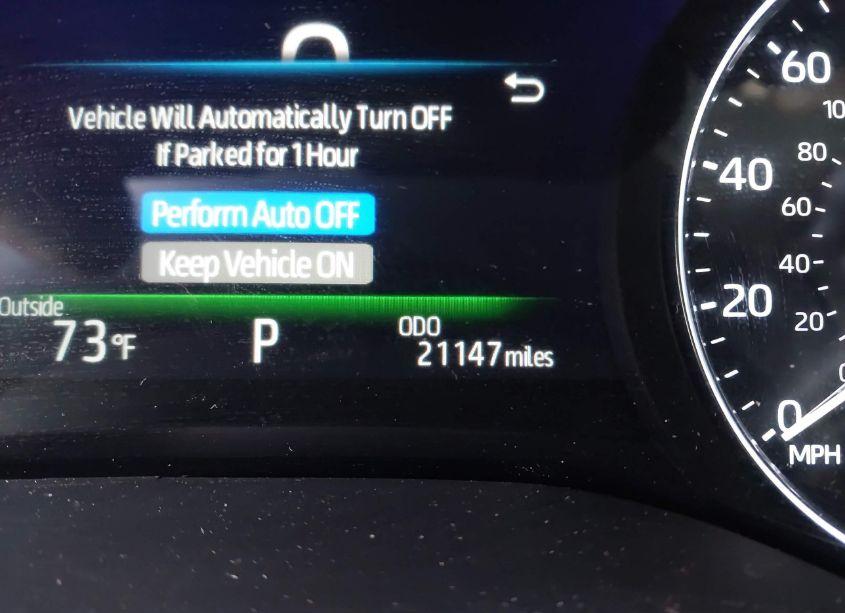 0
Vehicle Will Automatically Turn OFF
If Parked for 1 Hour
Perform Auto OFF
Keep Vehicle ON
Outside
73°F
P
ODO
21147 miles
60
40
20
0
MPH
80
60
40
20